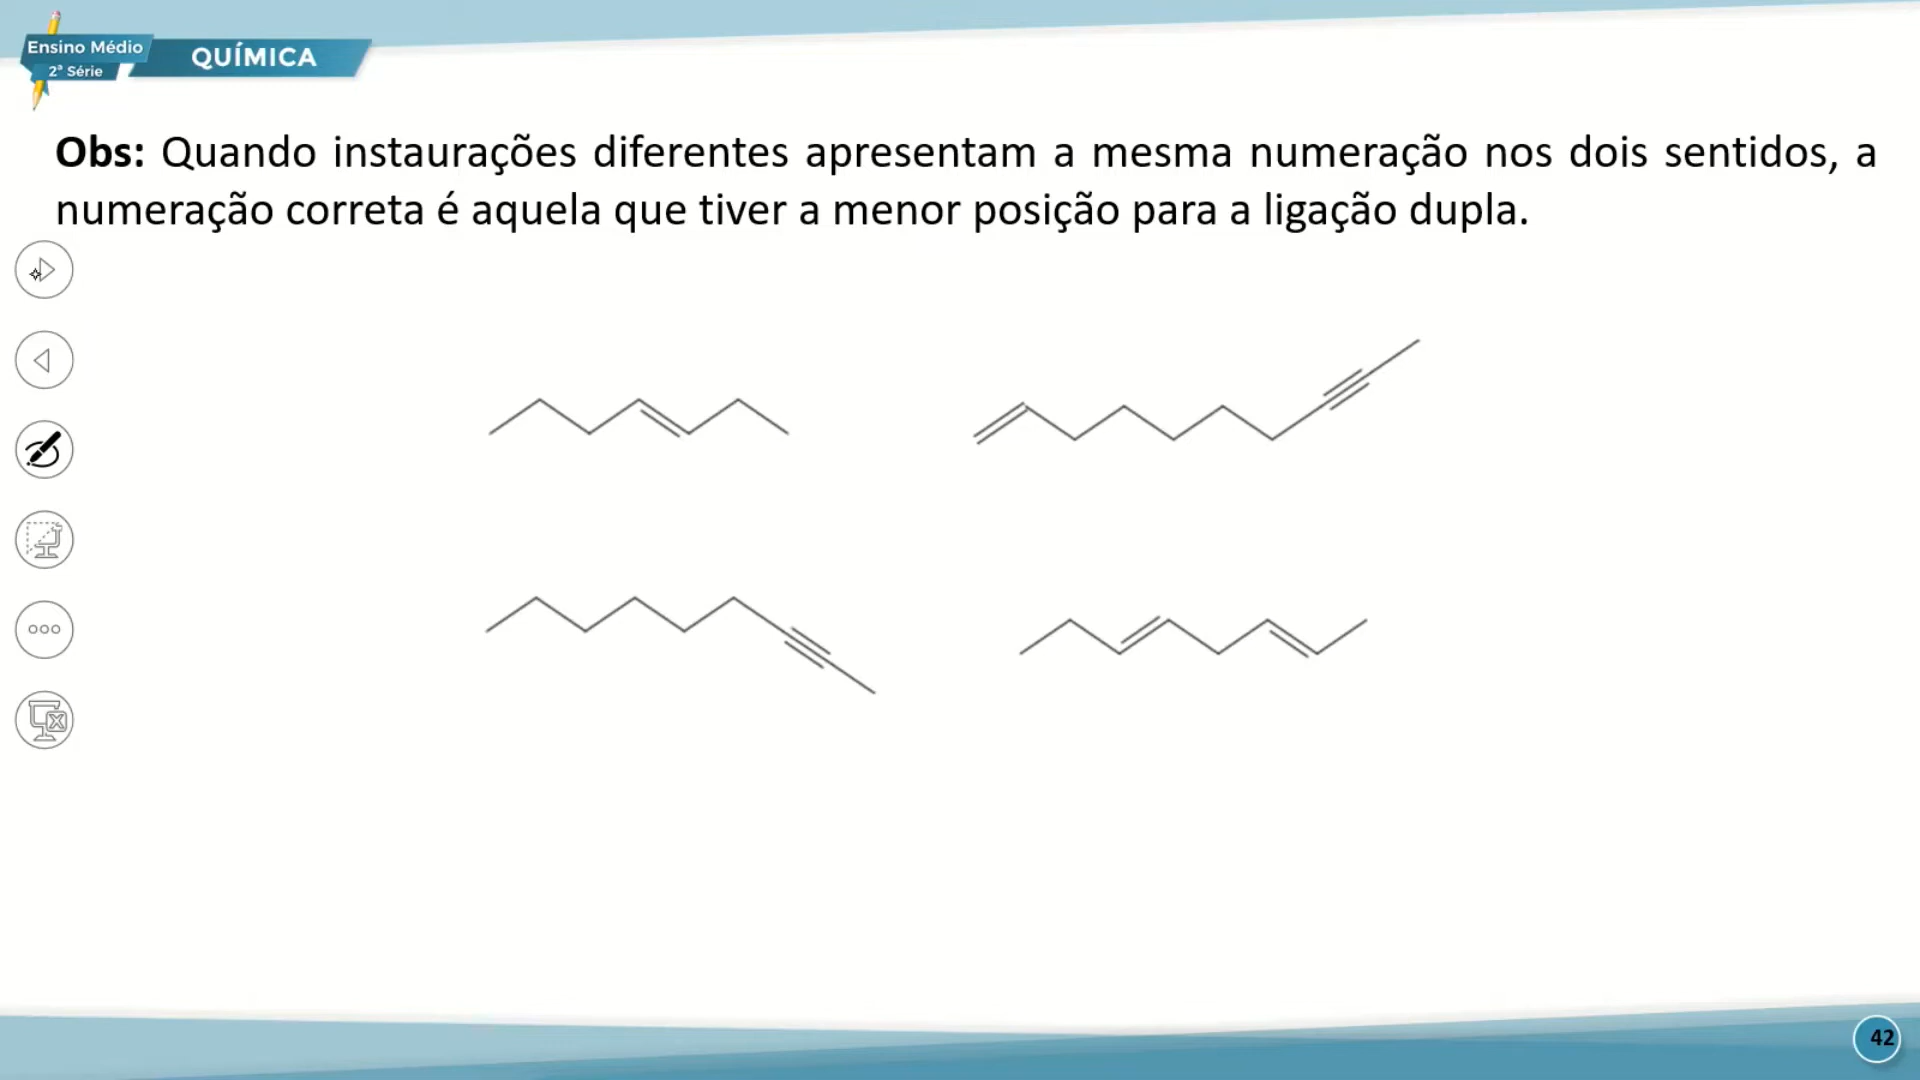 Ensino Médio
2ª Série
QUÍMICA
Obs: Quando instaurações diferentes apresentam a mesma numeração nos dois sentidos, a
numeração correta é aquela que tiver a menor posição para a ligação dupla.
42